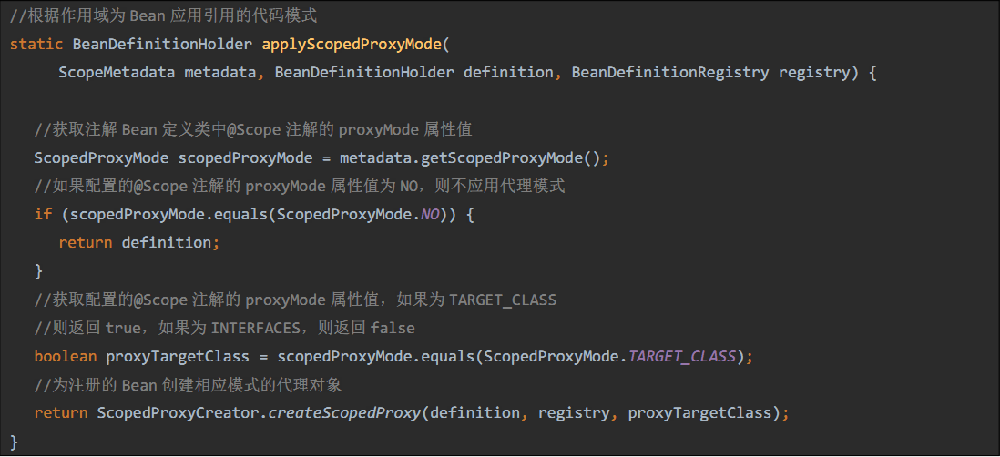 //根据作用域为 Bean 应用引用的代码模式
static BeanDefinitionHolder applyScopedProxyMode(
ScopeMetadata metadata, BeanDefinitionHolder definition, BeanDefinitionRegistry registry) {
//获取注解 Bean 定义类中@Scope 注解的 proxyMode 属性值
ScopedProxyMode scopedProxyMode = metadata.getScopedProxyMode();
//如果配置的@Scope 注解的 proxyMode 属性值为 NO，则不应用代理模式
if (scopedProxyMode.equals(ScopedProxyMode.NO)) {
return definition;
}
//获取配置的@Scope 注解的 proxyMode 属性值，如果为 TARGET_CLASS
//则返回 true，如果为 INTERFACES，则返回 false
boolean proxyTargetClass = scopedProxyMode.equals(ScopedProxyMode.TARGET_CLASS);
//为注册的 Bean 创建相应模式的代理对象
return ScopedProxyCreator.createScopedProxy(definition, registry, proxyTargetClass);
}